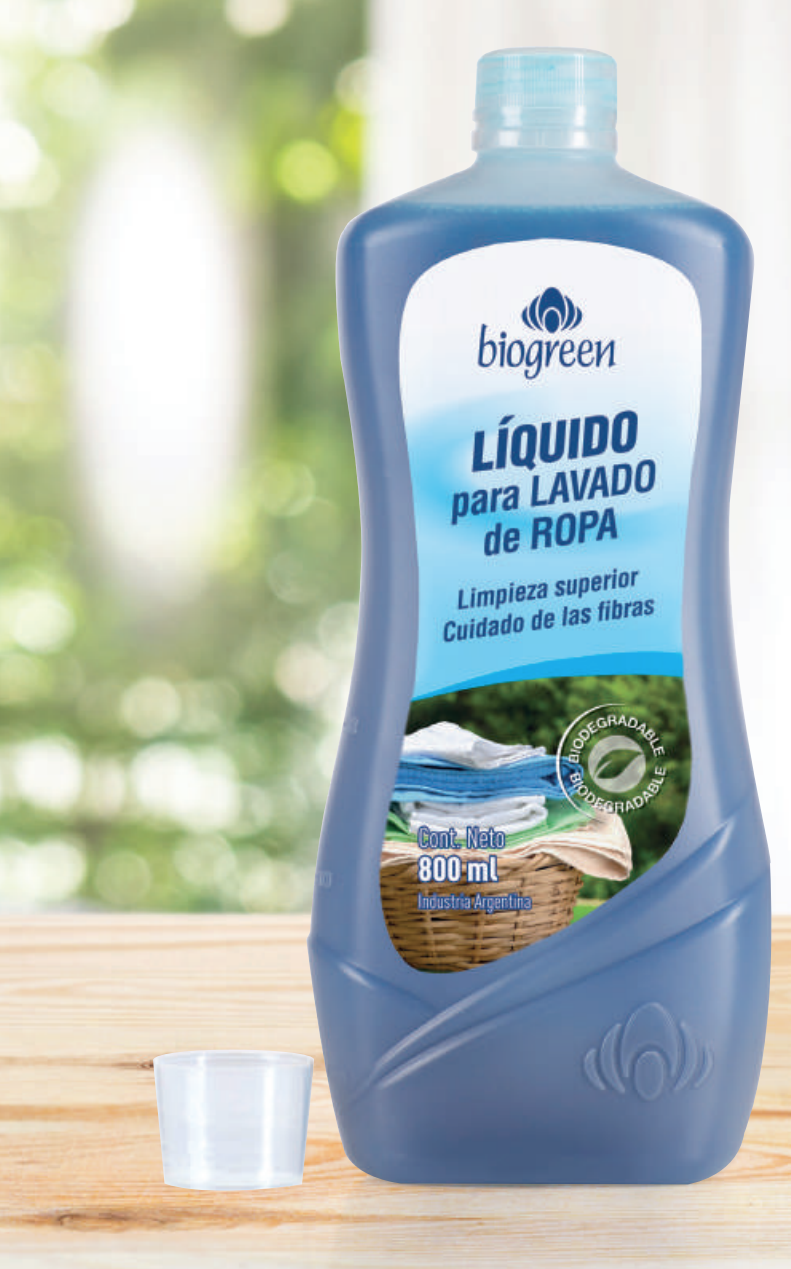 biogreen
LÍQUIDO
para LAVADO
de ROPA
Limpieza superior
Cuidado de las fibras
BIODEGRADABLE
BIODEGRADABLE
Cont. Neto
800 ml
Industria Argentina